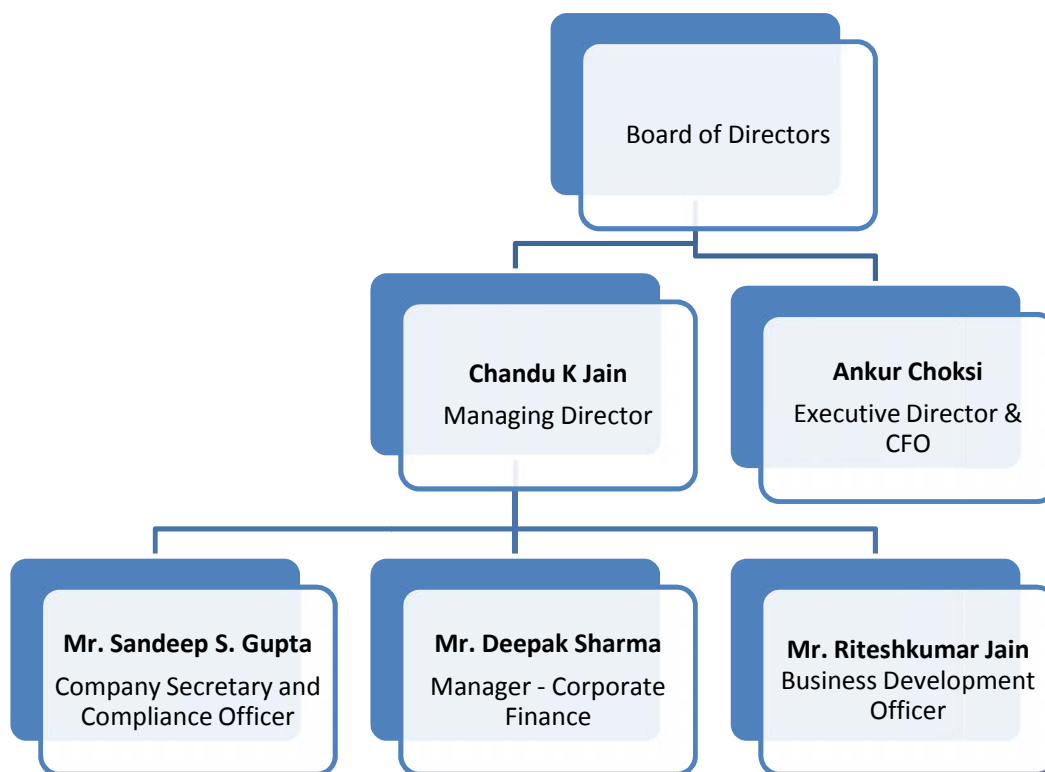 Board of Directors
Chandu K Jain
Managing Director
Ankur Choksi
Executive Director &
CFO
Mr. Sandeep S. Gupta
Company Secretary and
Compliance Officer
Mr. Deepak Sharma
Manager - Corporate
Finance
Mr. Riteshkumar Jain
Business Development
Officer